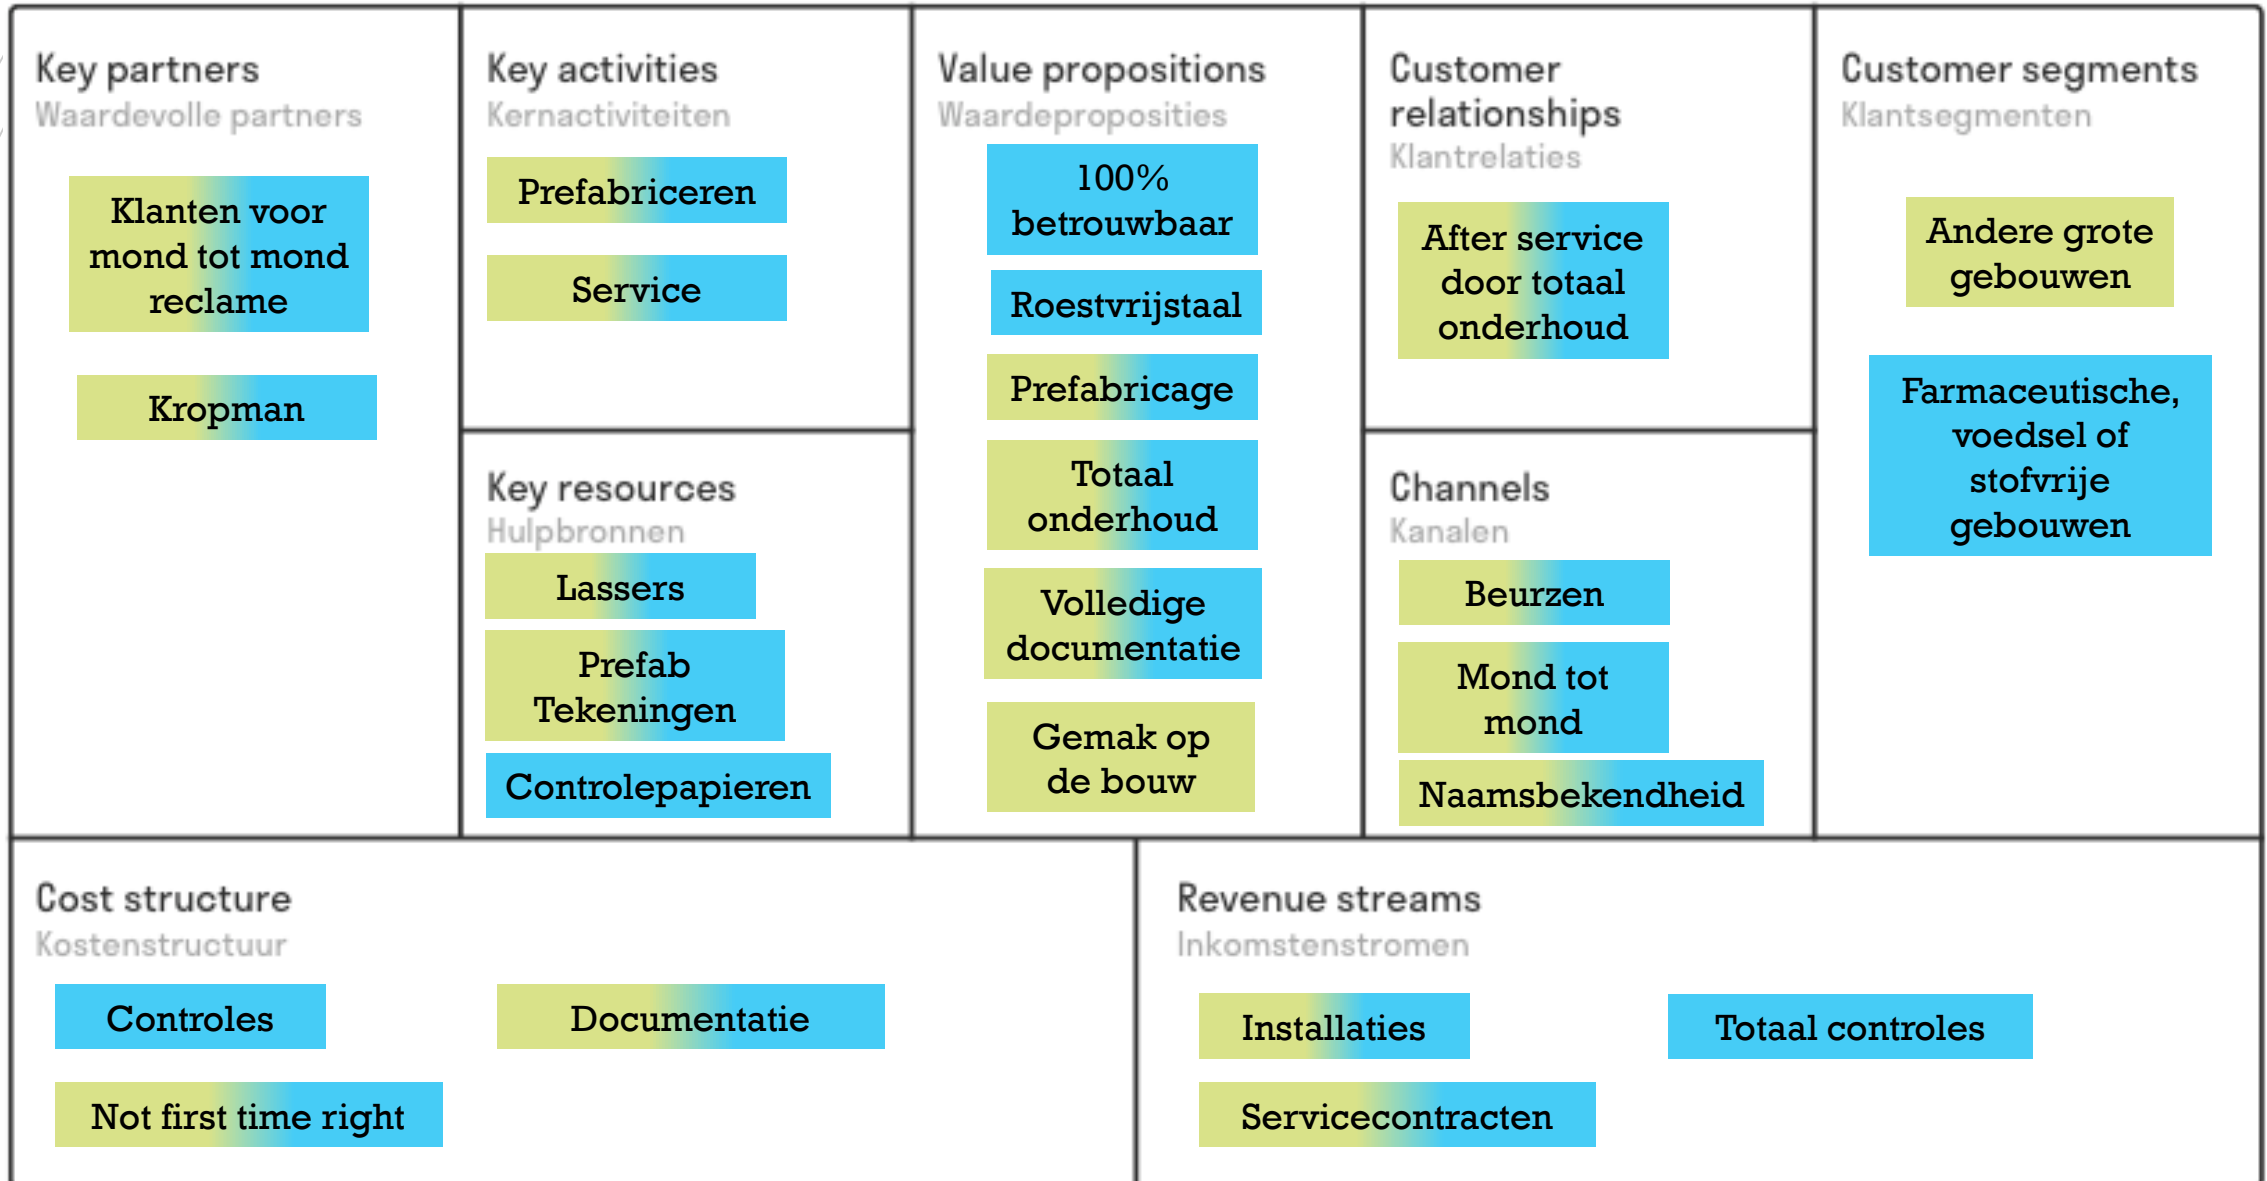 Key partners
Waardevolle partners
Klanten voor
mond tot mond
reclame
Kropman
Key activities
Kernactiviteiten
Prefabriceren
Service
Key resources
Hulpbronnen
Lassers
Prefab
Tekeningen
Controlepapieren
Value propositions
Waardeproposities
100%
betrouwbaar
Roestvrijstaal
Prefabricage
Totaal
onderhoud
Volledige
documentatie
Gemak op
de bouw
Customer
relationships
Klantrelaties
After service
door totaal
onderhoud
Channels
Kanalen
Beurzen
Mond tot
mond
Naamsbekendheid
Customer segments
Klantsegmenten
Andere grote
gebouwen
Farmaceutische,
voedsel of
stofvrije
gebouwen
Cost structure
Kostenstructuur
Controles
Documentatie
Not first time right
Revenue streams
Inkomstenstromen
Installaties
Totaal controles
Servicecontracten